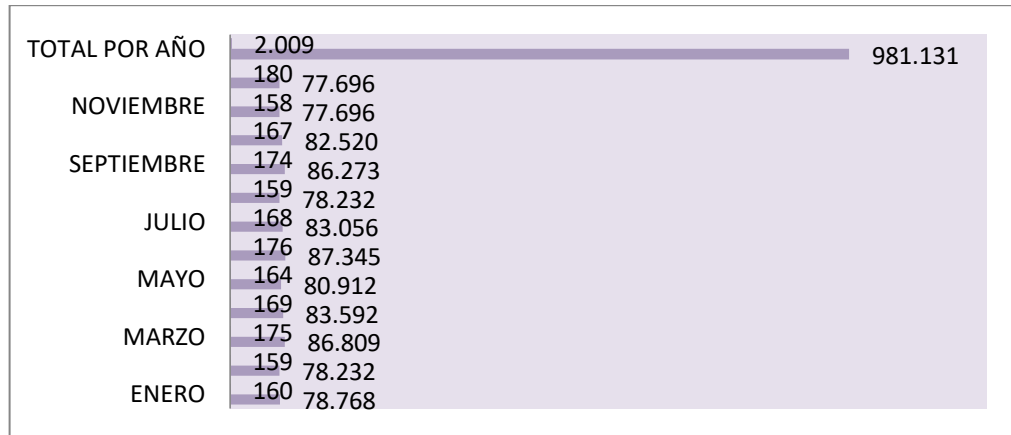 TOTAL POR AÑO 2.009 981.131
180 77.696
NOVIEMBRE 158 77.696
167 82.520
SEPTIEMBRE 174 86.273
159 78.232
JULIO 168 83.056
176 87.345
MAYO 164 80.912
169 83.592
MARZO 175 86.809
159 78.232
ENERO 160 78.768